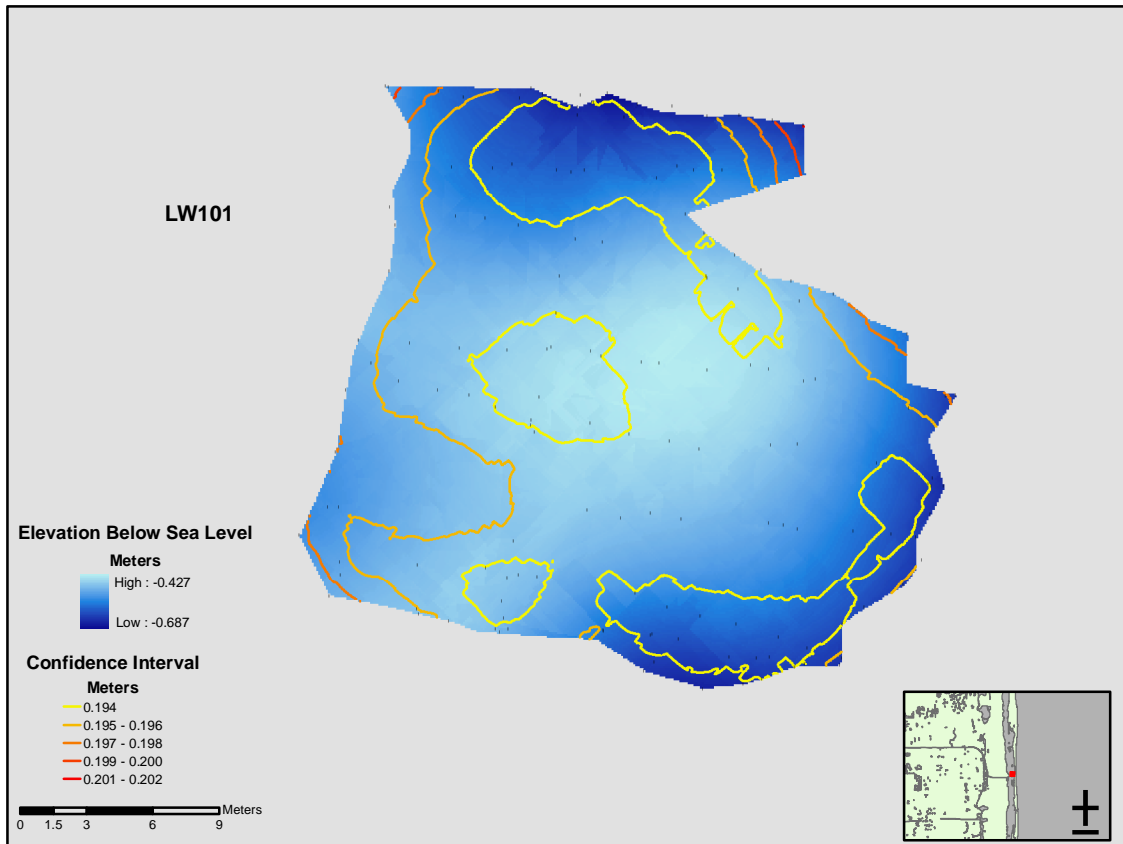 LW101
Elevation Below Sea Level
Meters
High : -0.427
Low : -0.687
Confidence Interval
Meters
0.194
0.195 - 0.196
0.197 - 0.198
0.199 - 0.200
0.201 - 0.202
Meters
0 1.5 3 6 9